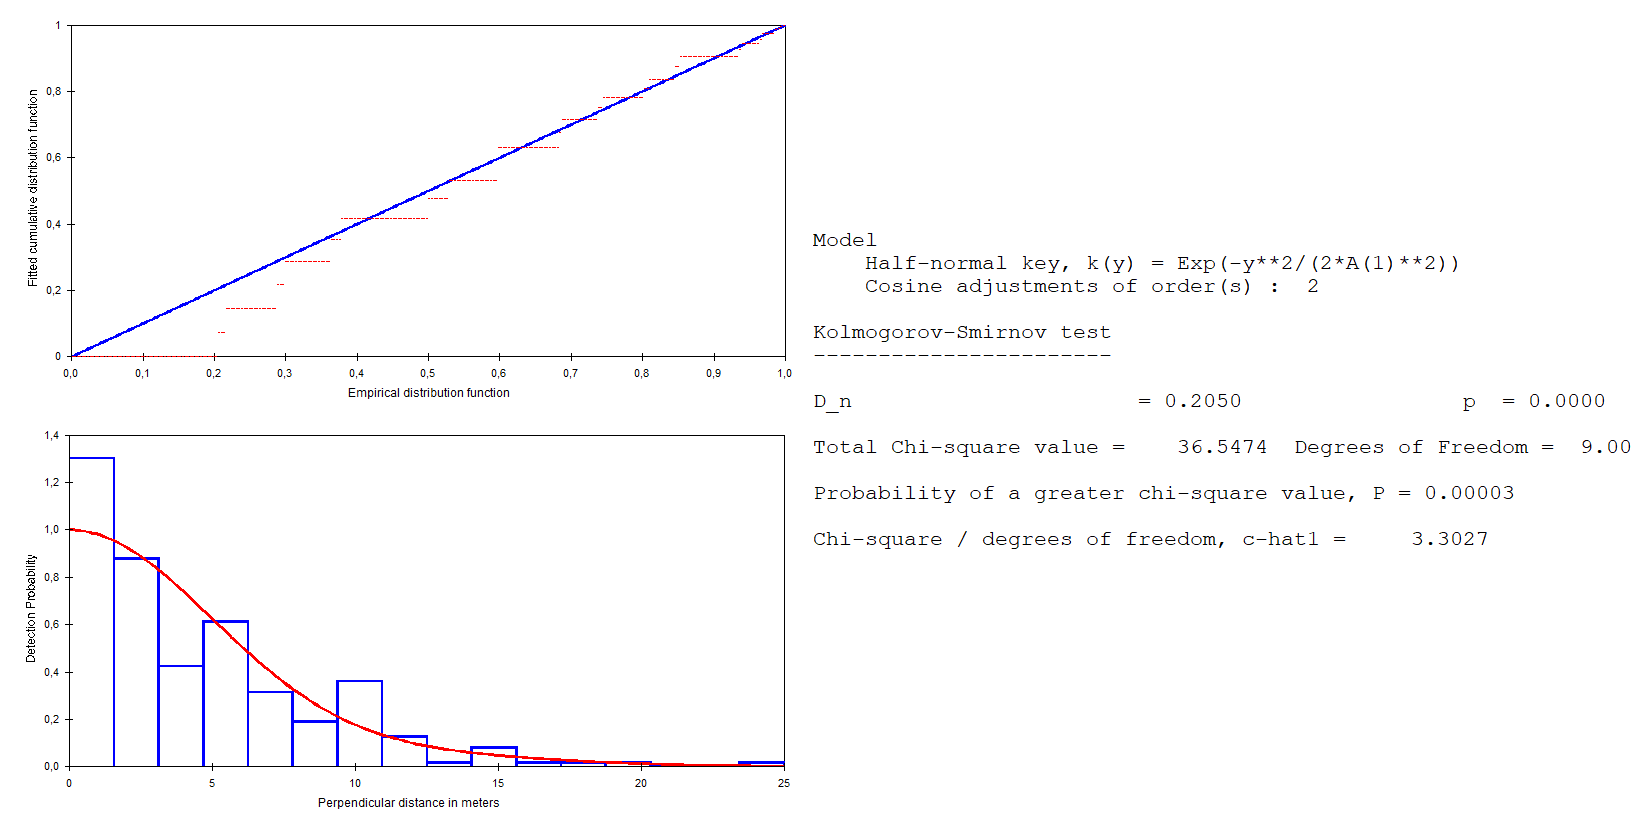 1
0,8
0,6
0,4
0,2
0
Fitted cumulative distribution function
0,0 0,1 0,2 0,3 0,4 0,5 0,6 0,7 0,8 0,9 1,0
Empirical distribution function
1,4
1,2
1,0
0,8
0,6
0,4
0,2
0,0
Detection Probability
0 5 10 15 20 25
Perpendicular distance in meters
Model
Half-normal key, k(y) = Exp(-y**2/(2*A(1)**2))
Cosine adjustments of order(s) : 2
Kolmogorov-Smirnov test
-----------------------
D_n = 0.2050 p = 0.0000
Total Chi-square value = 36.5474 Degrees of Freedom = 9.00
Probability of a greater chi-square value, P = 0.00003
Chi-square / degrees of freedom, c-hat1 = 3.3027